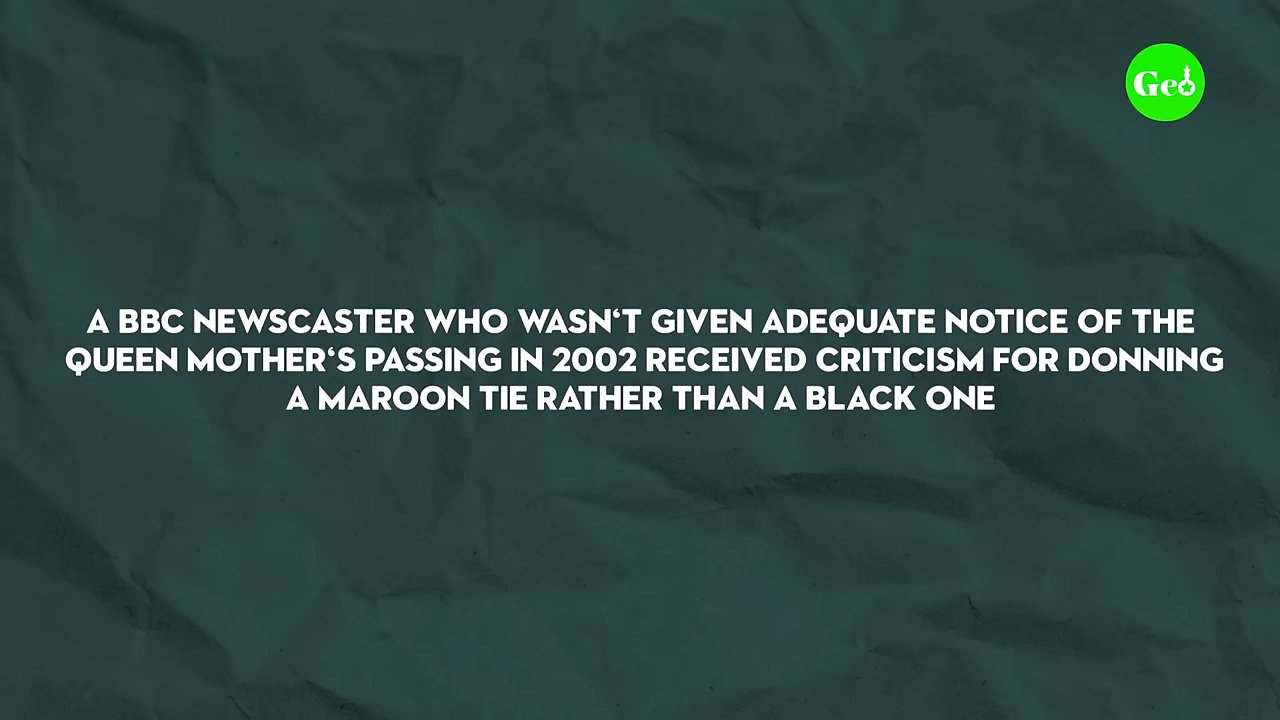 Geo
A BBC NEWSCASTER WHO WASN‘T GIVEN ADEQUATE NOTICE OF THE
QUEEN MOTHER‘S PASSING IN 2002 RECEIVED CRITICISM FOR DONNING
A MAROON TIE RATHER THAN A BLACK ONE